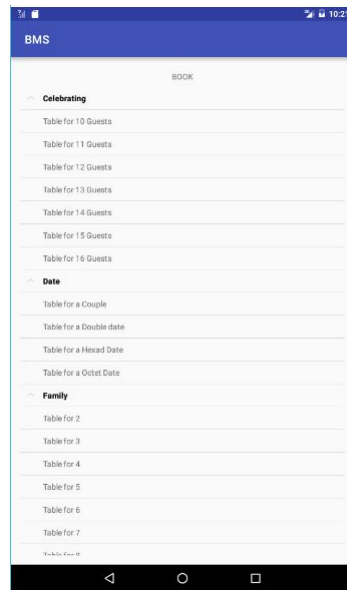 10:21
BMS
BOOK
Celebrating
Table for 10 Guests
Table for 11 Guests
Table for 12 Guests
Table for 13 Guests
Table for 14 Guests
Table for 15 Guests
Table for 16 Guests
Date
Table for a Couple
Table for a Double date
Table for a Hexad Date
Table for a Octet Date
Family
Table for 2
Table for 3
Table for 4
Table for 5
Table for 6
Table for 7
Table for